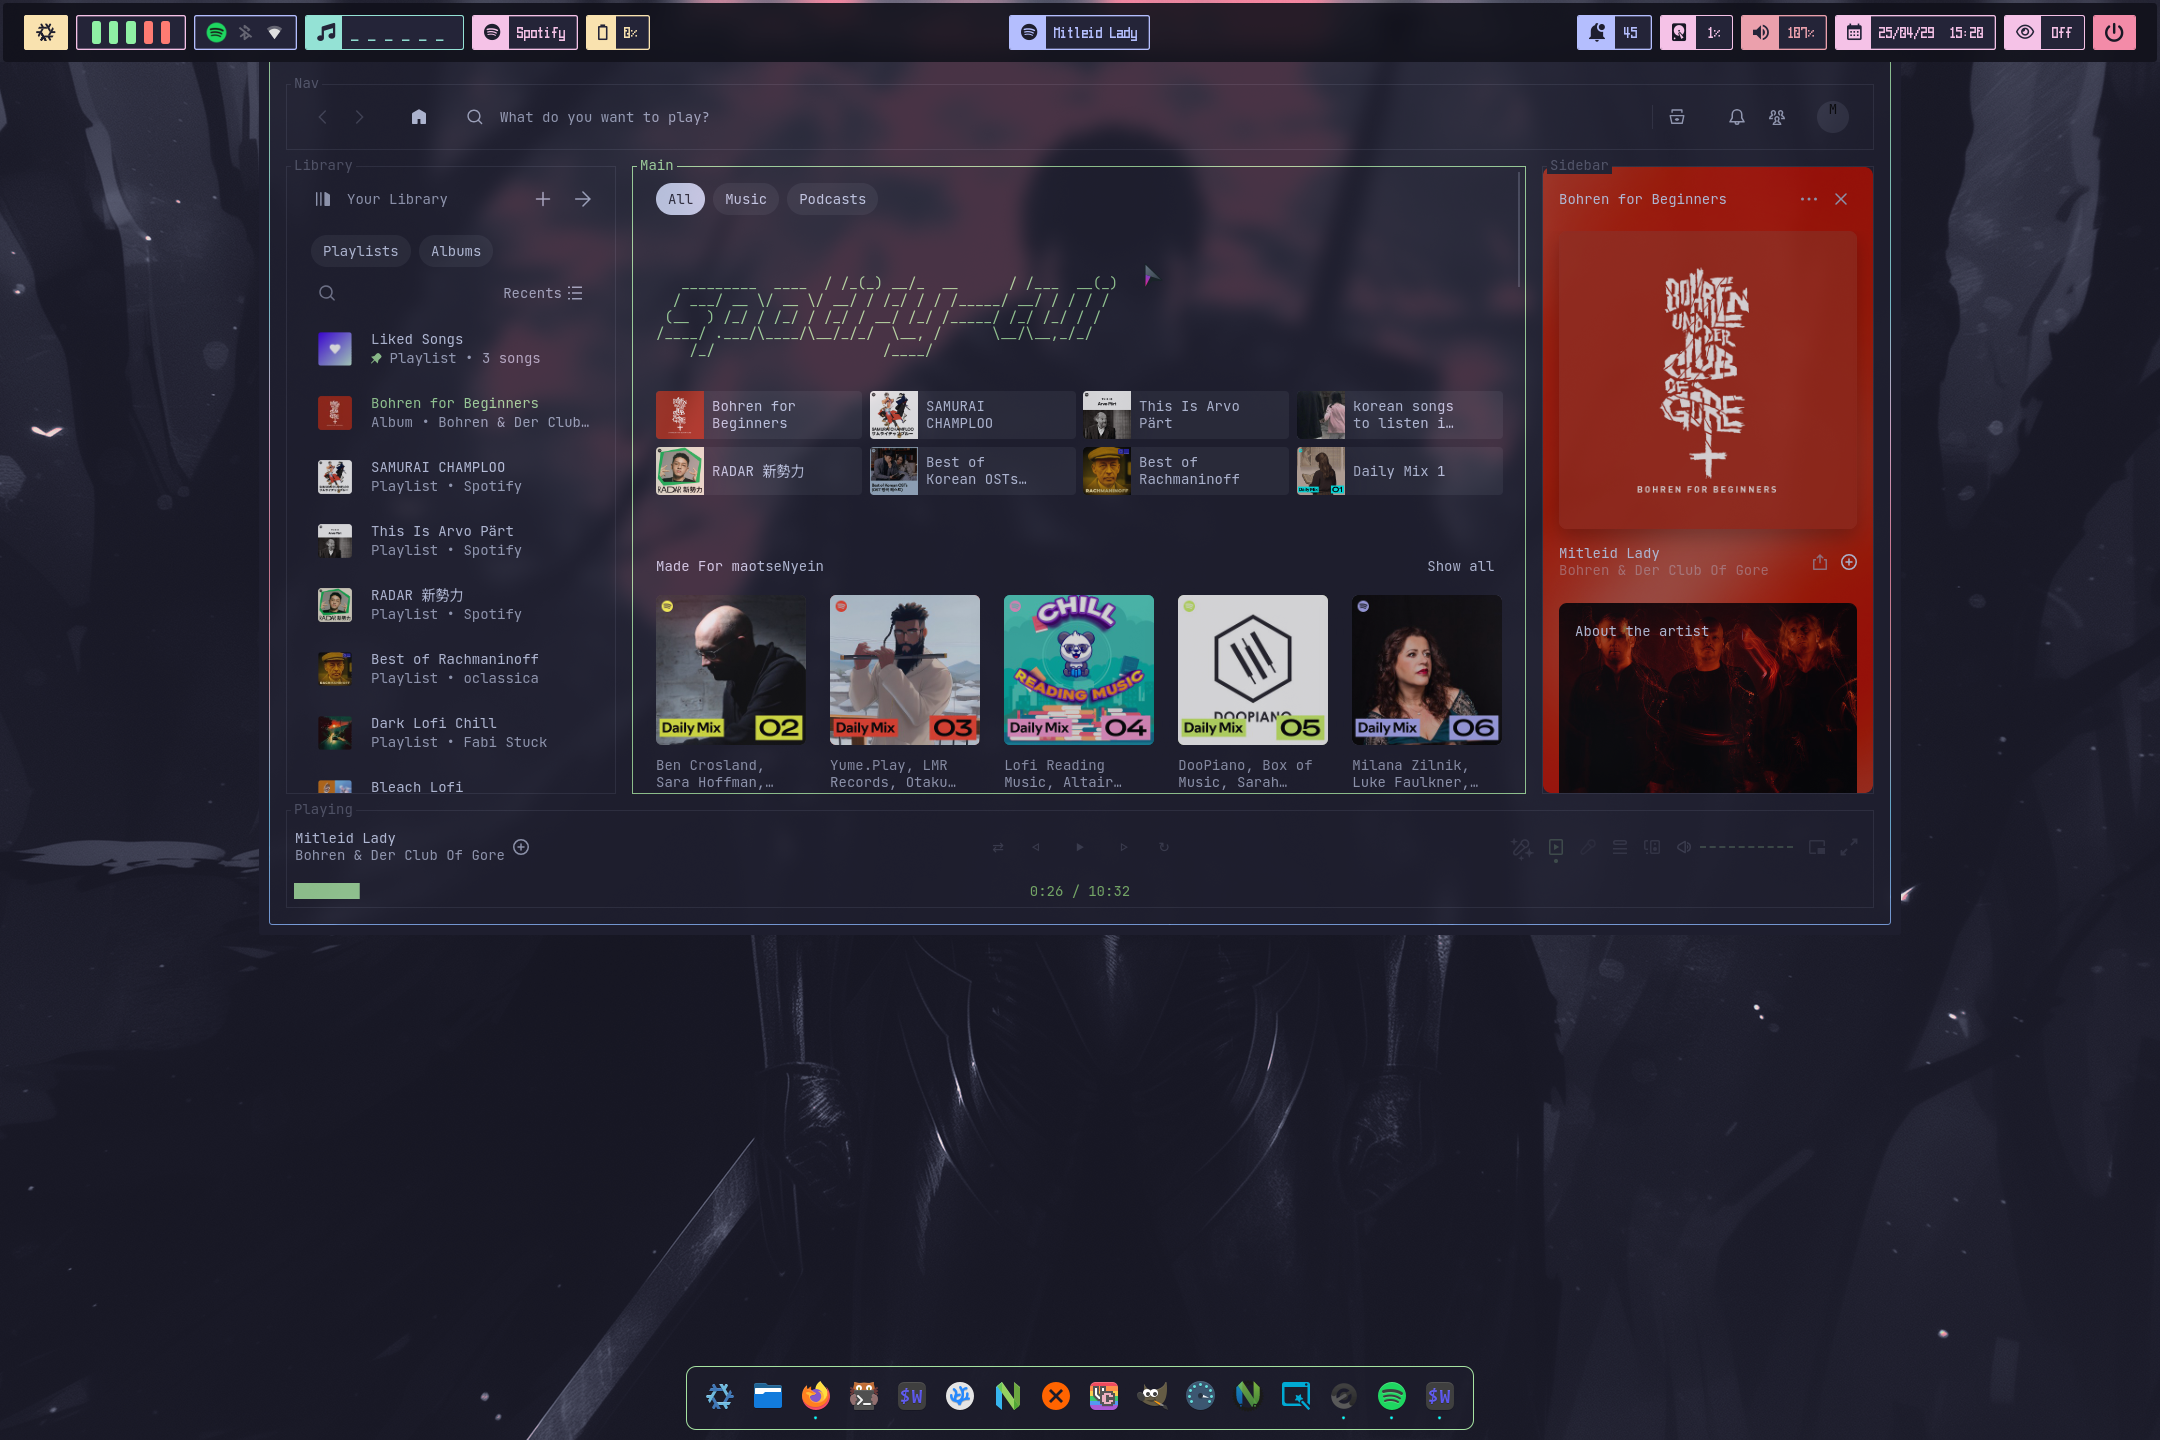 Spotify
0%
Mitleid Lady
45
1%
107%
25/04/29 15:20
Off
Nav
What do you want to play?
M
Library
Your Library
Playlists
Albums
Recents
Liked Songs
Playlist • 3 songs
Bohren for Beginners
Album • Bohren & Der Club…
SAMURAI CHAMPLOO
Playlist • Spotify
This Is Arvo Pärt
Playlist • Spotify
RADAR 新勢力
Playlist • Spotify
Best of Rachmaninoff
Playlist • oclassica
Dark Lofi Chill
Playlist • Fabi Stuck
Bleach Lofi
Main
All
Music
Podcasts
spotify-tui
Bohren for
Beginners
SAMURAI
CHAMPLOO
This Is Arvo
Pärt
korean songs
to listen i…
RADAR 新勢力
Best of
Korean OSTs…
Best of
Rachmaninoff
Daily Mix 1
Made For maotseNyein
Show all
Daily Mix 02
Daily Mix 03
CHILL
READING MUSIC
Daily Mix 04
DOOPIANO
Daily Mix 05
Daily Mix 06
Ben Crosland,
Sara Hoffman,…
Yume.Play, LMR
Records, Otaku…
Lofi Reading
Music, Altair…
DooPiano, Box of
Music, Sarah…
Milana Zilnik,
Luke Faulkner,…
Sidebar
Bohren for Beginners
BOHREN
UND DER
CLUB
OF
GORE
BOHREN FOR BEGINNERS
Mitleid Lady
Bohren & Der Club Of Gore
About the artist
Playing
Mitleid Lady
Bohren & Der Club Of Gore
0:26 / 10:32
$W
$W